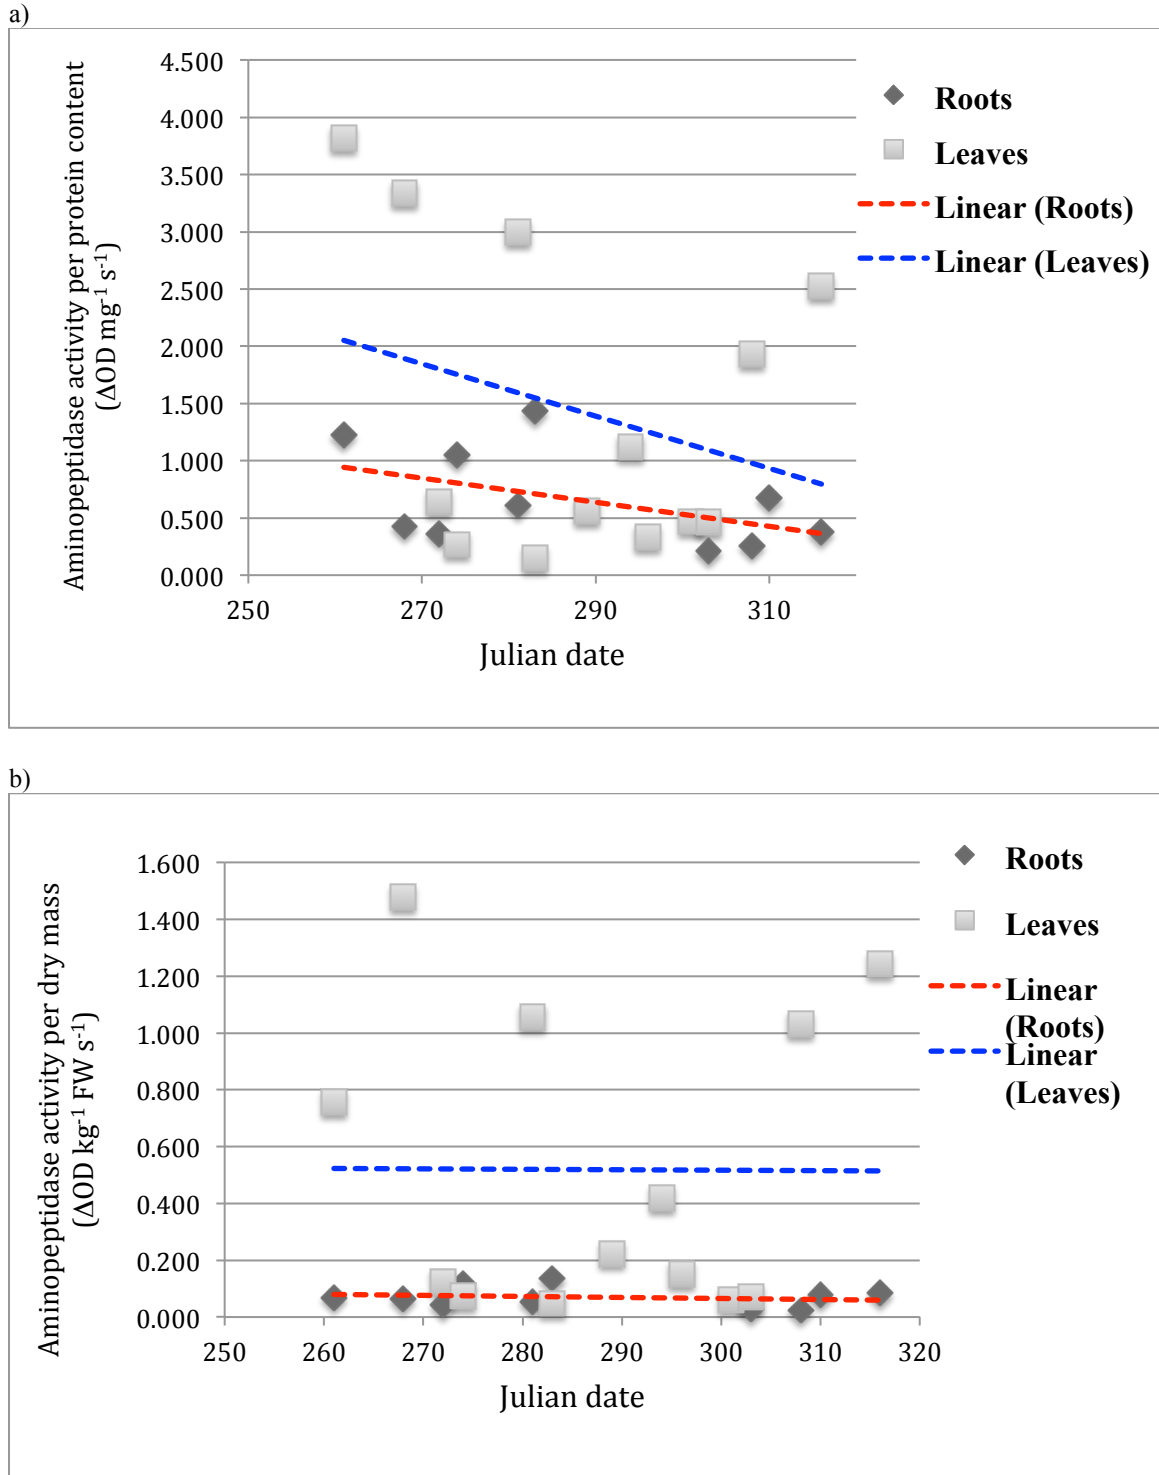 a)
Aminopeptidase activity per protein content
(ΔOD mg⁻¹ s⁻¹)
4.500
4.000
3.500
3.000
2.500
2.000
1.500
1.000
0.500
0.000
250
270
290
310
Julian date
Roots
Leaves
Linear (Roots)
Linear (Leaves)
b)
Aminopeptidase activity per dry mass
(ΔOD kg⁻¹ FW s⁻¹)
1.600
1.400
1.200
1.000
0.800
0.600
0.400
0.200
0.000
250
260
270
280
290
300
310
320
Julian date
Roots
Leaves
Linear
(Roots)
Linear
(Leaves)